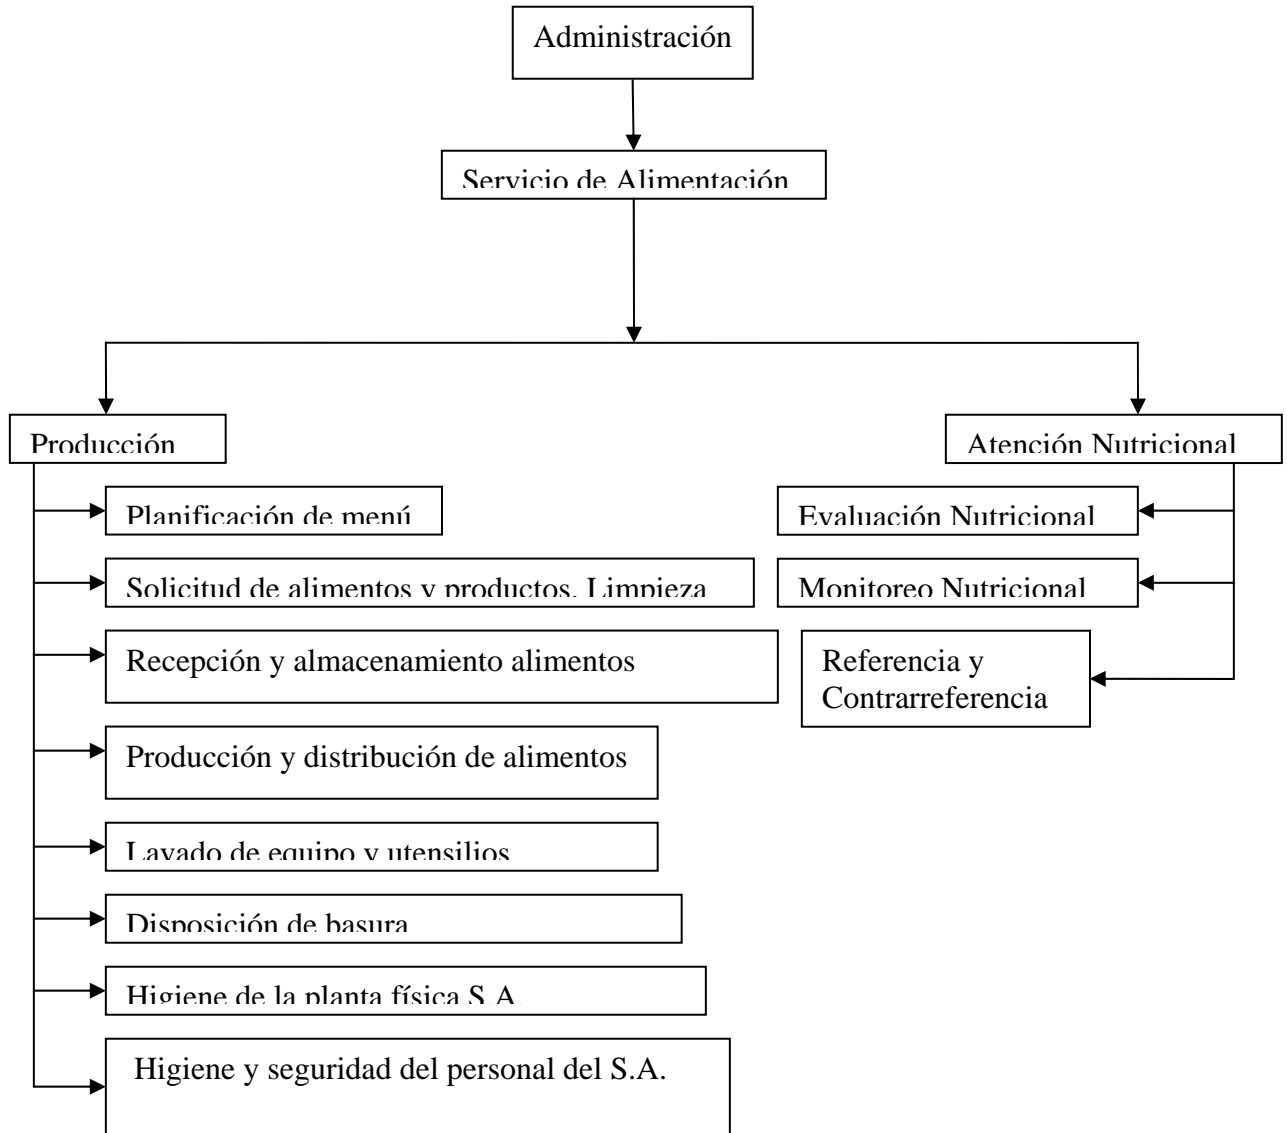 Administración
Servicio de Alimentación
Producción
Atención Nutricional
Planificación de menú
Evaluación Nutricional
Solicitud de alimentos y productos. Limpieza
Monitoreo Nutricional
Recepción y almacenamiento alimentos
Referencia y
Contrarreferencia
Producción y distribución de alimentos
Lavado de equipo y utensilios
Disposición de basura
Higiene de la planta física S.A.
Higiene y seguridad del personal del S.A.